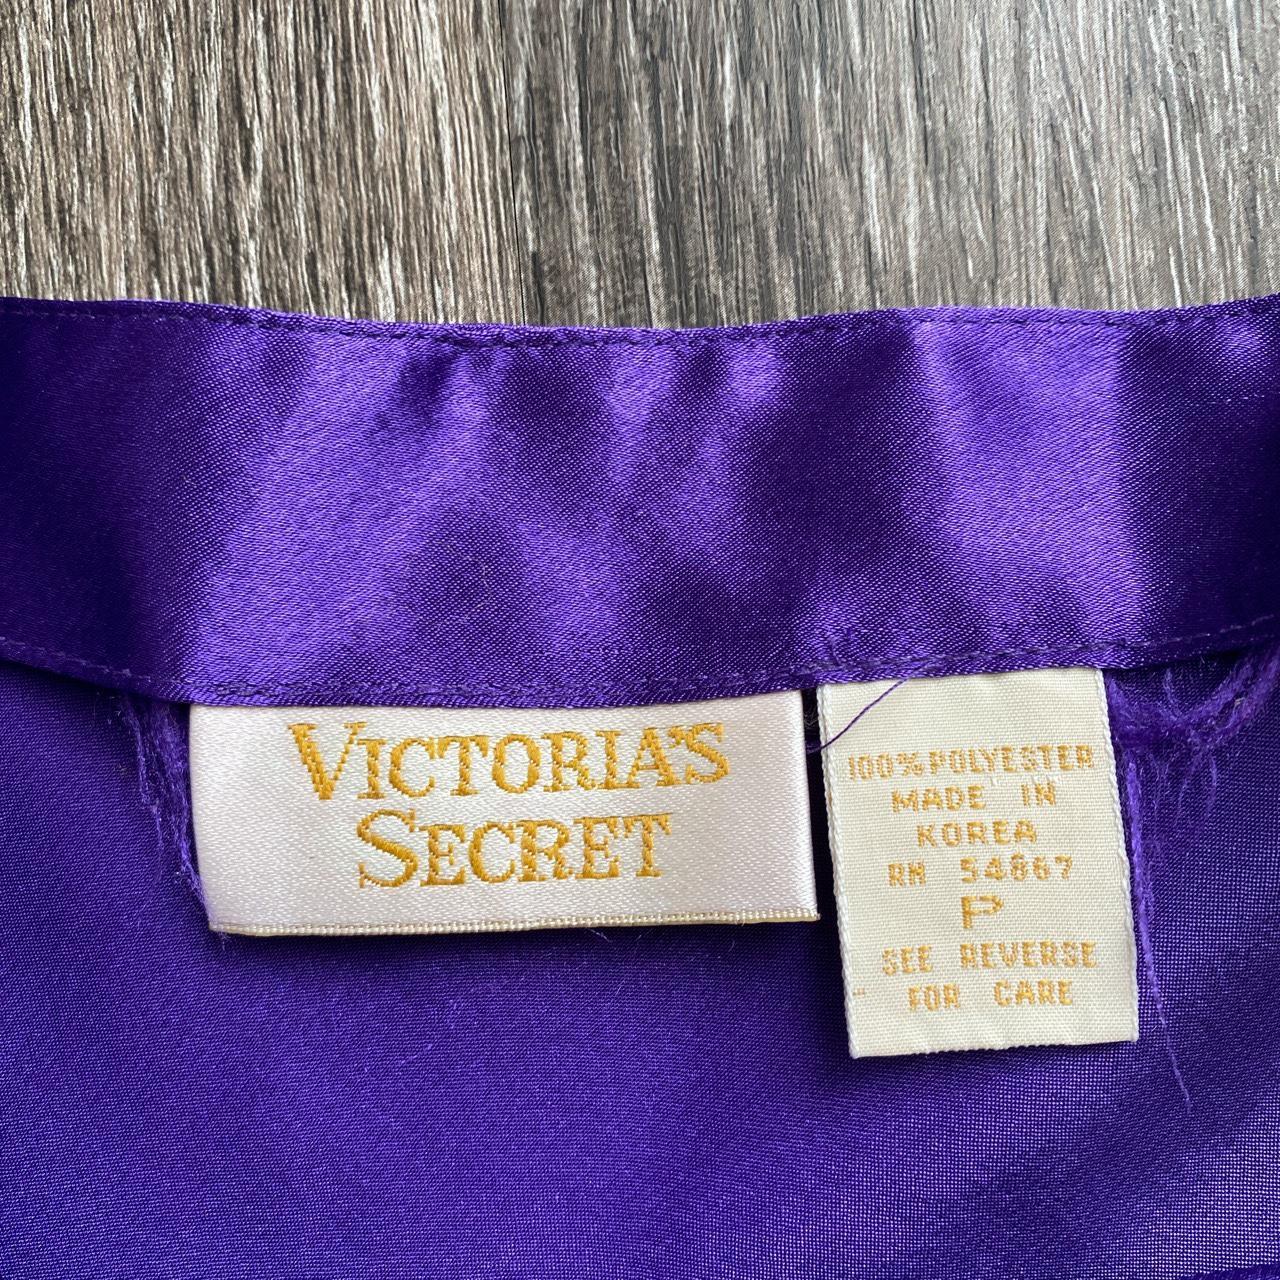 VICTORIA'S
SECRET
100% POLYESTER
MADE IN
KOREA
RN 54867
P
SEE REVERSE
FOR CARE